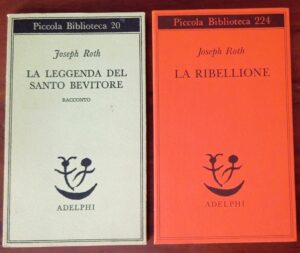 Piccola Biblioteca 20
Joseph Roth
LA LEGGENDA DEL
SANTO BEVITORE
RACCONTO
ADELPHI
Piccola Biblioteca 224
Joseph Roth
LA RIBELLIONE
ADELPHI